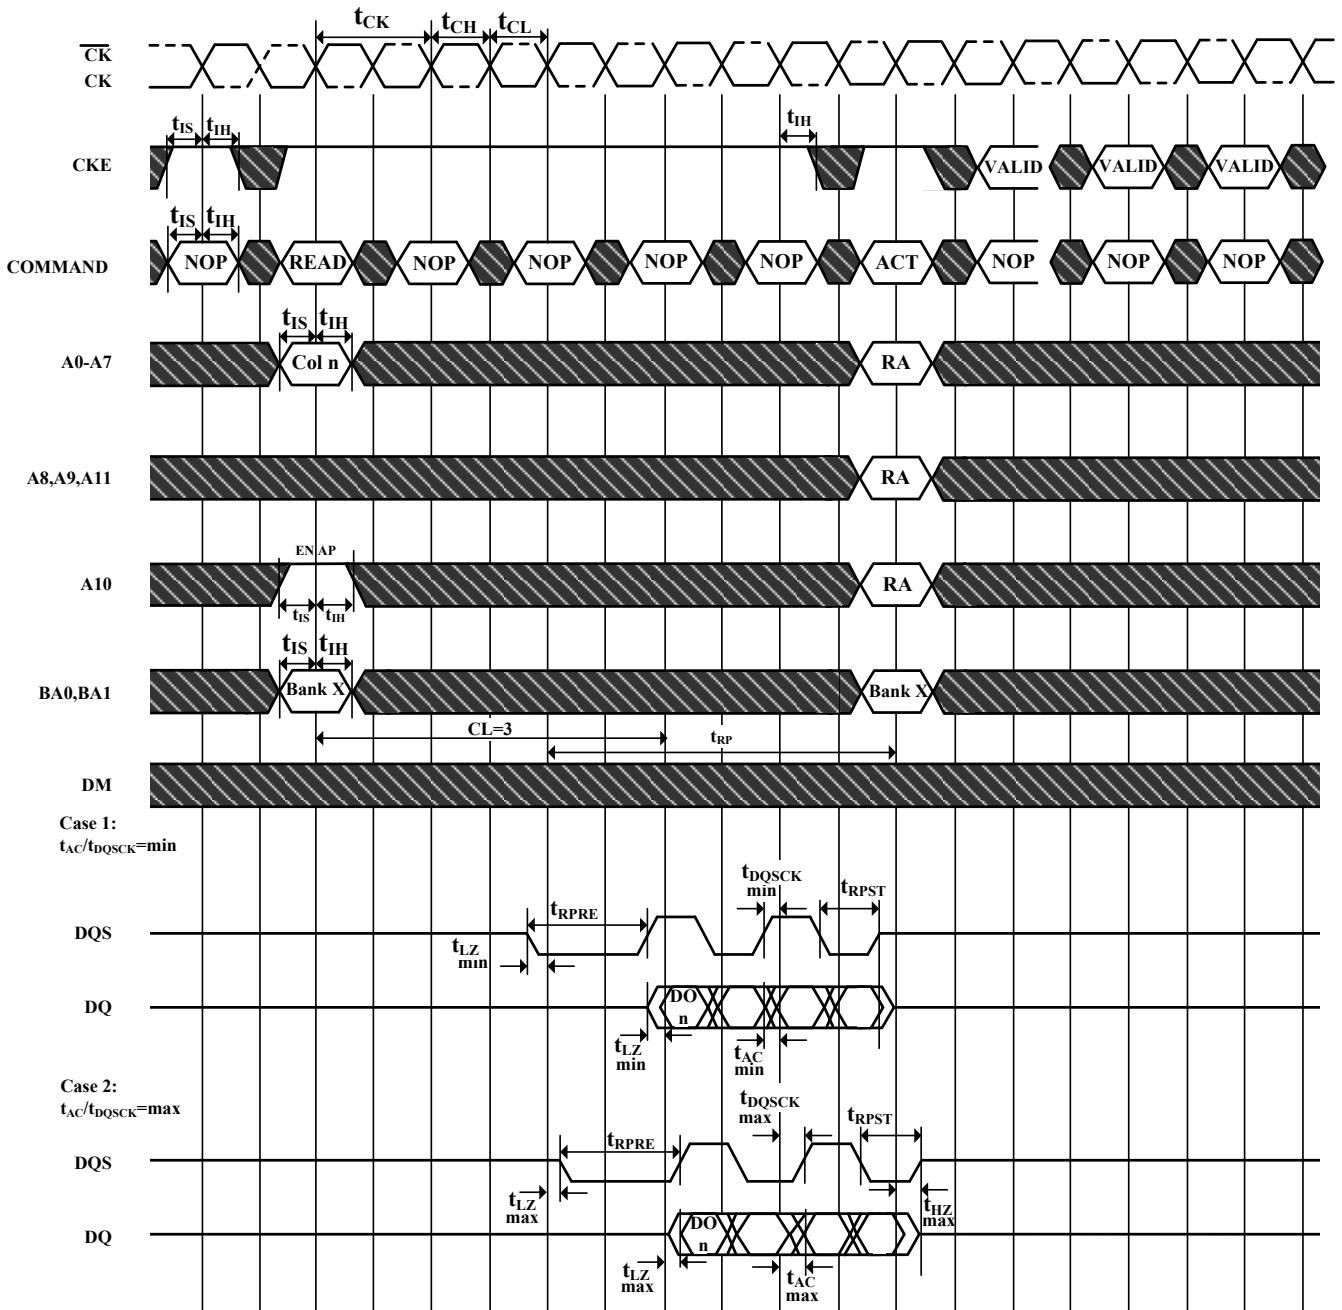 tCK tCH tCL
CK
CK
tIS tIH tIH
CKE VALID VALID VALID
tIS tIH
COMMAND NOP READ NOP NOP NOP NOP ACT NOP NOP NOP
tIS tIH
A0-A7 Col n RA
A8,A9,A11 RA
EN AP
A10 RA
tIS tIH
tIS tIH
BA0,BA1 Bank X Bank X
CL=3
tRP
DM
Case 1:
tAC/tDQSCK=min
tDQSCK
min
tRPST
tRPRE
DQS
tLZ
min
DQ DO
n
tLZ
min
tAC
min
Case 2:
tAC/tDQSCK=max
tDQSCK
max
tRPST
tRPRE
DQS
tLZ
max
tHZ
max
DQ DO
n
tLZ
max
tAC
max